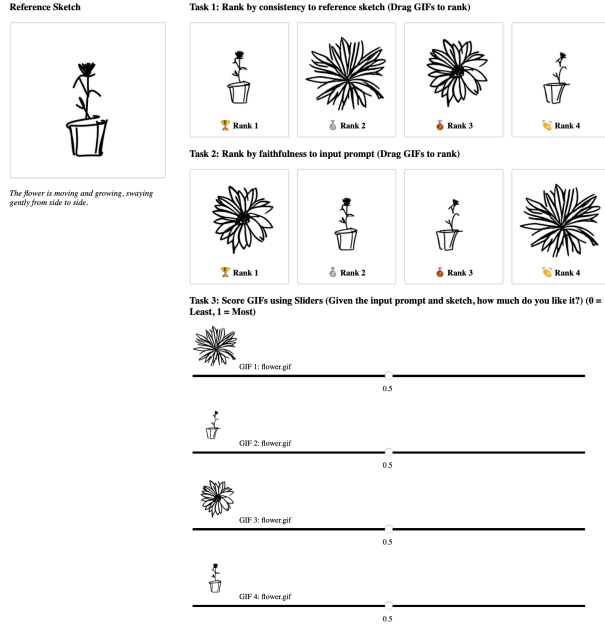 Reference Sketch
The flower is moving and growing, swaying
gently from side to side.
Task 1: Rank by consistency to reference sketch (Drag GIFs to rank)
Rank 1
Rank 2
Rank 3
Rank 4
Task 2: Rank by faithfulness to input prompt (Drag GIFs to rank)
Rank 1
Rank 2
Rank 3
Rank 4
Task 3: Score GIFs using Sliders (Given the input prompt and sketch, how much do you like it?) (0 =
Least, 1 = Most)
GIF 1: flower.gif
0.5
GIF 2: flower.gif
0.5
GIF 3: flower.gif
0.5
GIF 4: flower.gif
0.5